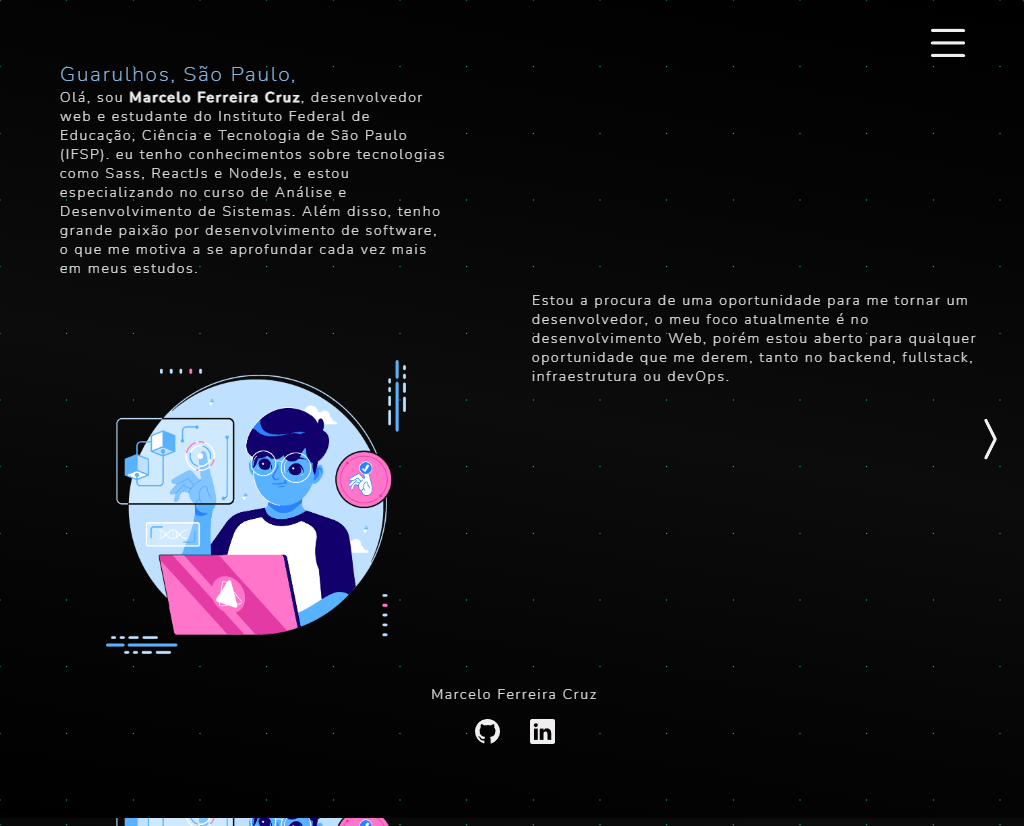 Guarulhos, São Paulo,
Olá, sou Marcelo Ferreira Cruz, desenvolvedor
web e estudante do Instituto Federal de
Educação, Ciência e Tecnologia de São Paulo
(IFSP). eu tenho conhecimentos sobre tecnologias
como Sass, ReactJs e NodeJs, e estou
especializando no curso de Análise e
Desenvolvimento de Sistemas. Além disso, tenho
grande paixão por desenvolvimento de software,
o que me motiva a se aprofundar cada vez mais
em meus estudos.
Estou a procura de uma oportunidade para me tornar um
desenvolvedor, o meu foco atualmente é no
desenvolvimento Web, porém estou aberto para qualquer
oportunidade que me derem, tanto no backend, fullstack,
infraestrutura ou devOps.
Marcelo Ferreira Cruz